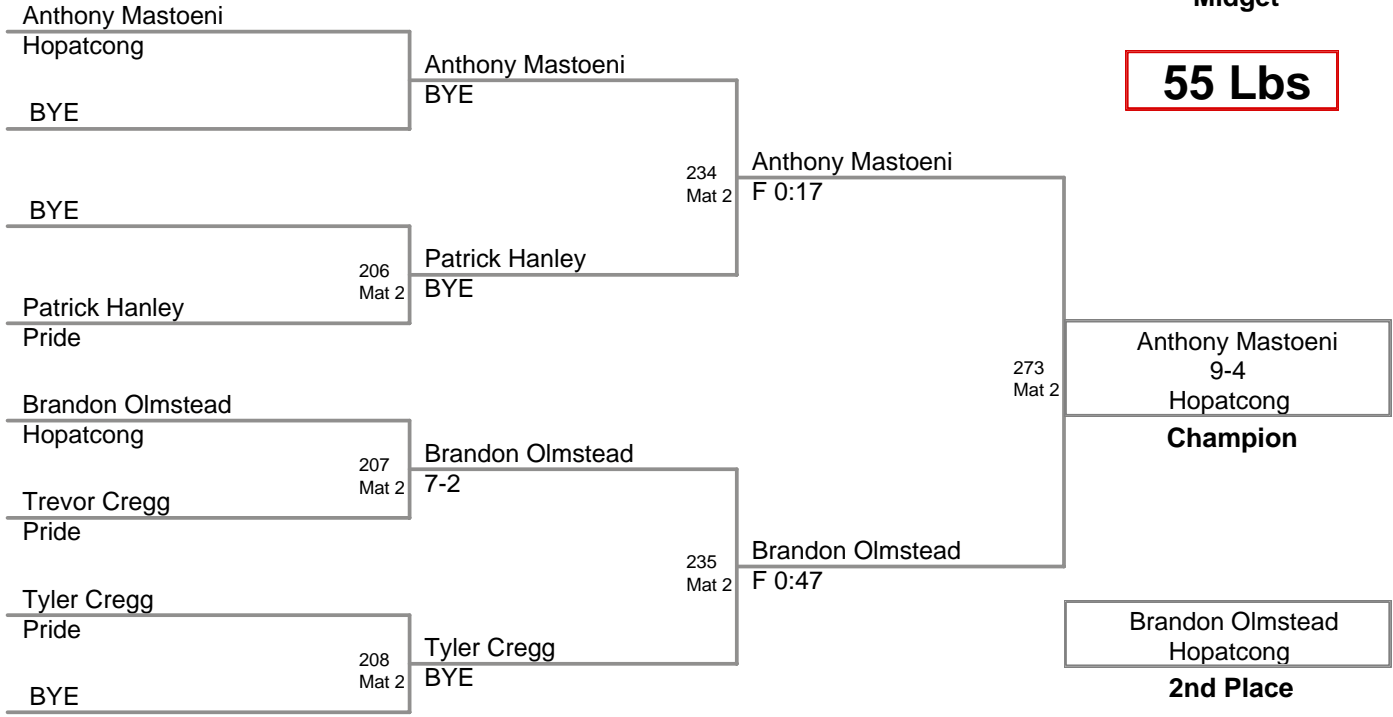 Midget
55 Lbs
Anthony Mastoeni
Hopatcong
BYE
BYE
206
Mat 2
Patrick Hanley
Pride
Brandon Olmstead
Hopatcong
207
Mat 2
Trevor Cregg
Pride
Tyler Cregg
Pride
208
Mat 2
BYE
Anthony Mastoeni
BYE
234
Mat 2
Patrick Hanley
BYE
Brandon Olmstead
7-2
235
Mat 2
Tyler Cregg
BYE
Anthony Mastoeni
F 0:17
273
Mat 2
Brandon Olmstead
F 0:47
Anthony Mastoeni
9-4
Hopatcong
Champion
Brandon Olmstead
Hopatcong
2nd Place